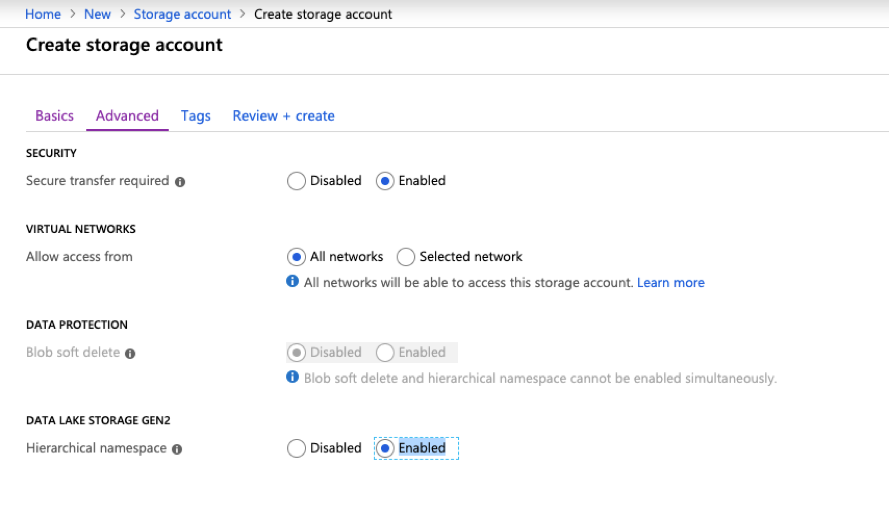 Home > New > Storage account > Create storage account
Create storage account
Basics Advanced Tags Review + create
SECURITY
Secure transfer required Disabled Enabled
VIRTUAL NETWORKS
Allow access from All networks Selected network
All networks will be able to access this storage account. Learn more
DATA PROTECTION
Blob soft delete Disabled Enabled
Blob soft delete and hierarchical namespace cannot be enabled simultaneously.
DATA LAKE STORAGE GEN2
Hierarchical namespace Disabled Enabled